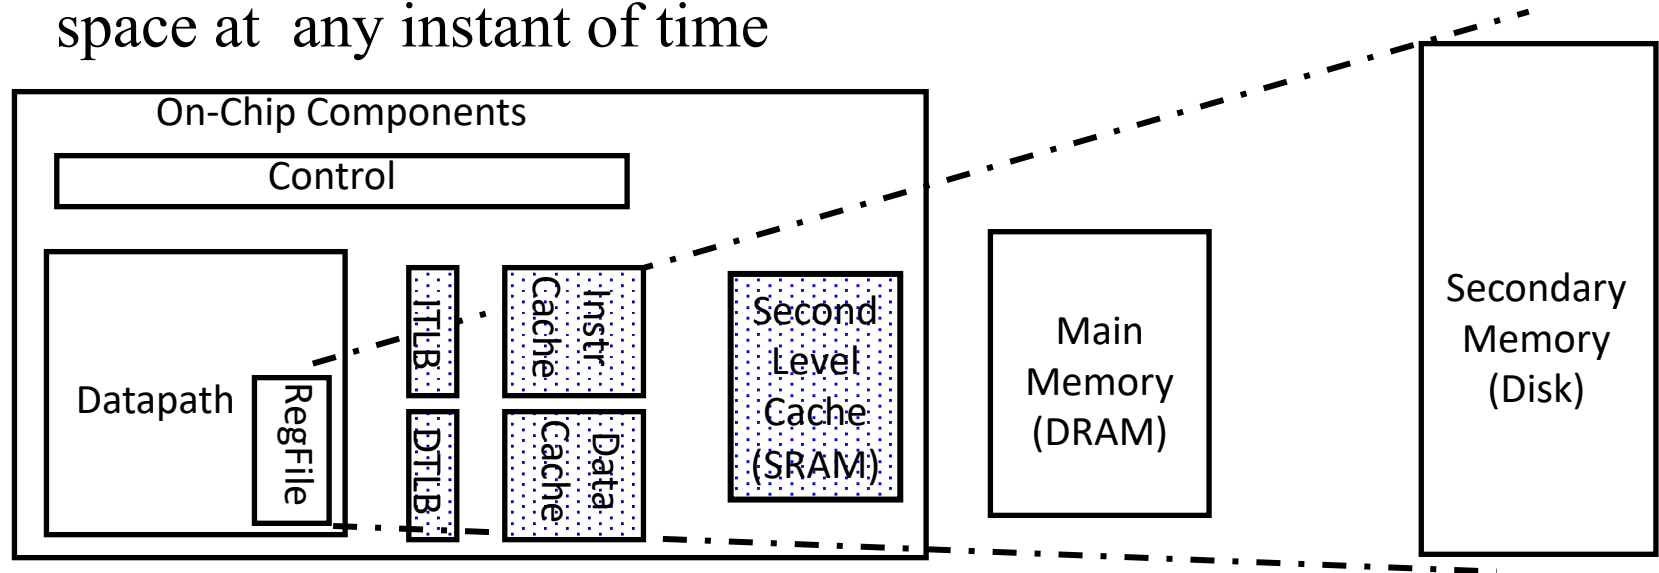 space at any instant of time
On-Chip Components
Control
Datapath
RegFile
ITLB
DTLB
Instr
Cache
Data
Cache
Second
Level
Cache
(SRAM)
Main
Memory
(DRAM)
Secondary
Memory
(Disk)